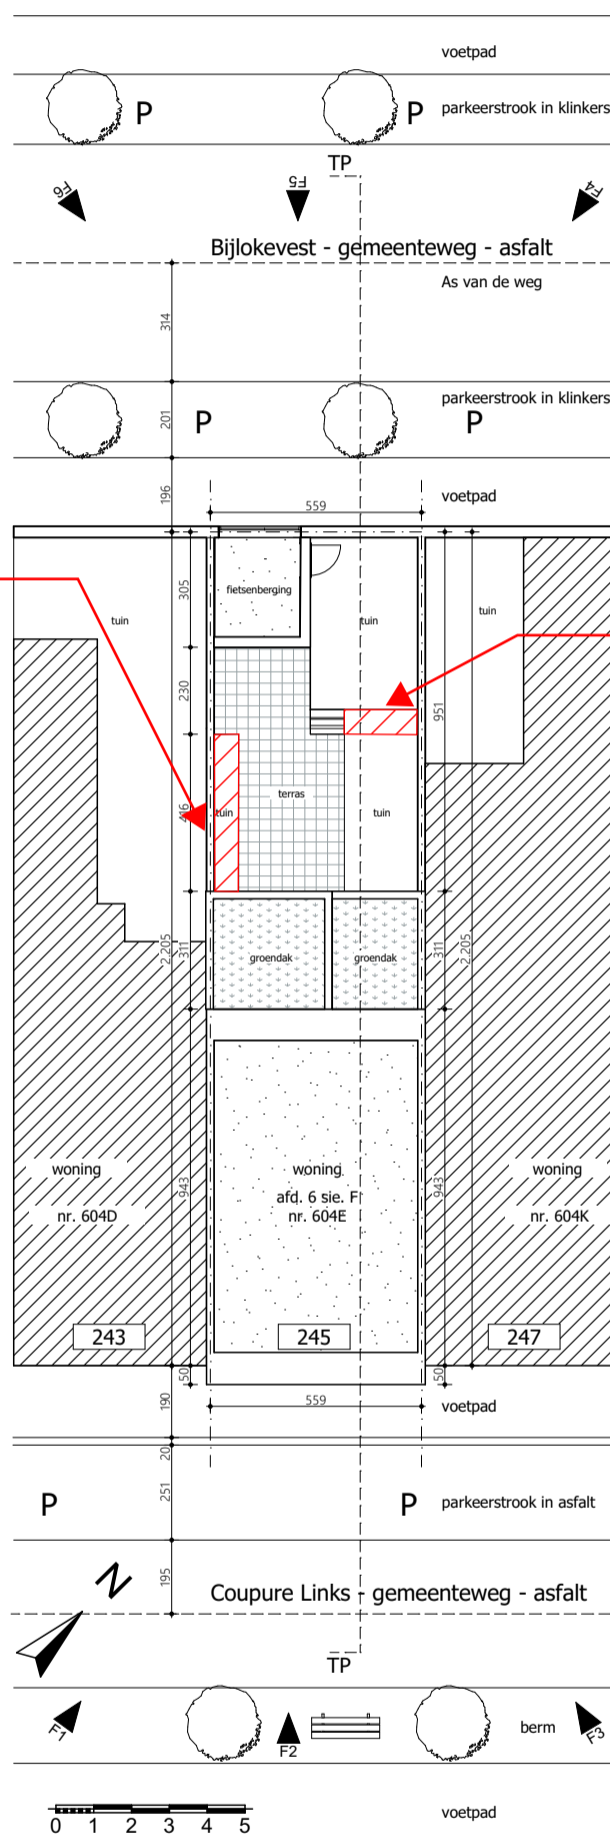 voetpad
P
P
parkeerstrook in klinkers
TP
F6
F5
F4
Bijlokevest - gemeenteweg - asfalt
As van de weg
314
parkeerstrook in klinkers
201
P
P
196
voetpad
559
305
fietsenberging
tuin
tuin
tuin
230
951
416
tuin
terras
tuin
2.205
311
groendak
groendak
311
2.205
woning
nr. 604D
943
woning
afd. 6 sie. F
nr. 604E
943
woning
nr. 604K
243
245
247
50
50
190
559
voetpad
20
251
P
P
parkeerstrook in asfalt
N
195
Coupure Links - gemeenteweg - asfalt
TP
F1
F2
F3
berm
0 1 2 3 4 5
voetpad